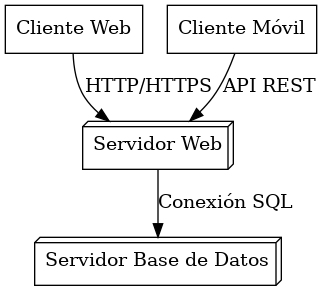 Cliente Web
Cliente Móvil
HTTP/HTTPS
API REST
Servidor Web
Conexión SQL
Servidor Base de Datos